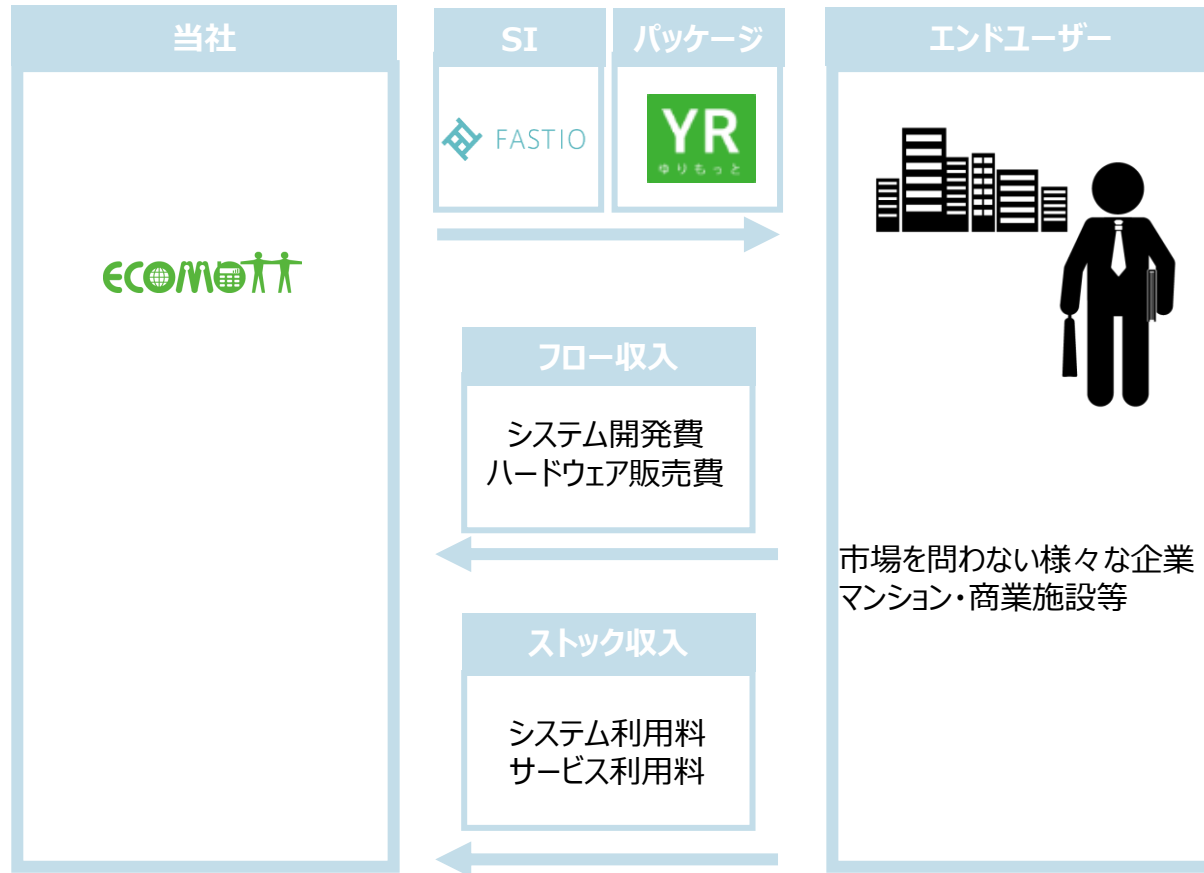 当社
SI
パッケージ
エンドユーザー
FASTIO
YR
ゆりもっと
ECOMOTT
フロー収入
システム開発費
ハードウェア販売費
市場を問わない様々な企業
マンション・商業施設等
ストック収入
システム利用料
サービス利用料